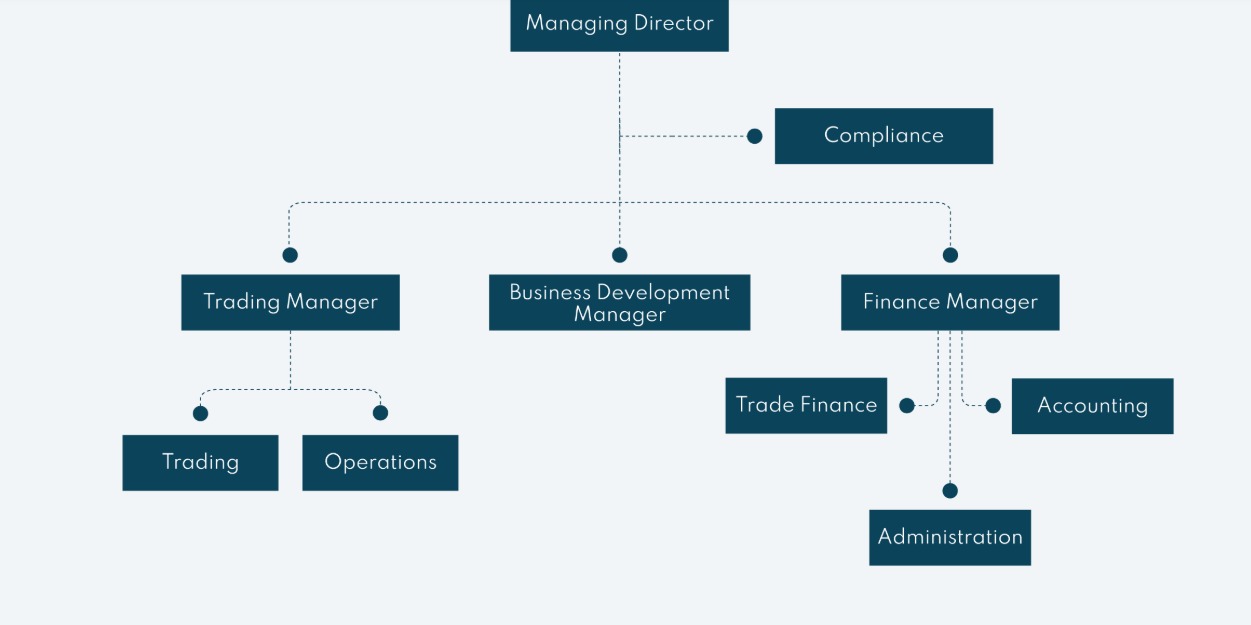 Managing Director
Compliance
Trading Manager
Business Development
Manager
Finance Manager
Trade Finance
Accounting
Trading
Operations
Administration